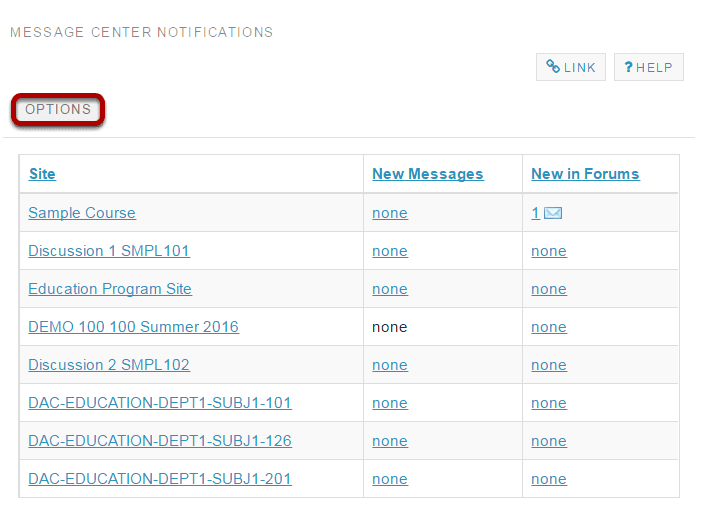 MESSAGE CENTER NOTIFICATIONS
LINK ? HELP
OPTIONS
Site New Messages New in Forums
Sample Course none 1
Discussion 1 SMPL101 none none
Education Program Site none none
DEMO 100 100 Summer 2016 none none
Discussion 2 SMPL102 none none
DAC-EDUCATION-DEPT1-SUBJ1-101 none none
DAC-EDUCATION-DEPT1-SUBJ1-126 none none
DAC-EDUCATION-DEPT1-SUBJ1-201 none none